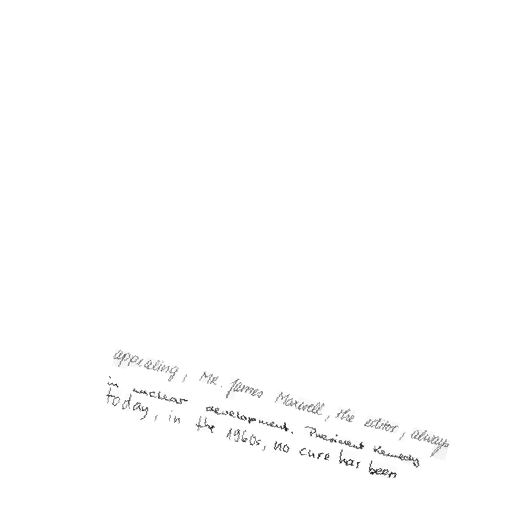 appealing, Mr. James Maxwell, the editor, always
in nuclear development. President Kennedy
today, in the 1960s, no cure has been